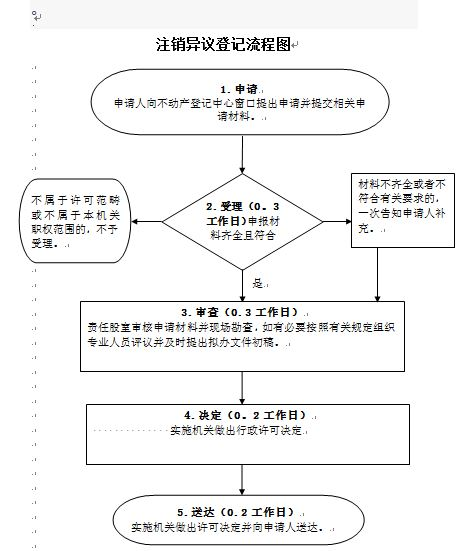 注销异议登记流程图
1.申请
申请人向不动产登记中心窗口提出申请并提交相关申
请材料。
不属于许可范畴
或不属于本机关
职权范围的，不予
受理。
2.受理（0。3
工作日)申报材
料齐全且符合
材料不齐全或者不
符合有关要求的，
一次告知申请人补
充。
是
3.审查（0.3工作日）
责任股室审核申请材料并现场勘查，如有必要按照有关规定组织
专业人员评议并及时提出拟办文件初稿。
4.决定（0。2工作日）
实施机关做出行政许可决定
5.送达（0.2工作日）
实施机关做出许可决定并向申请人送达。